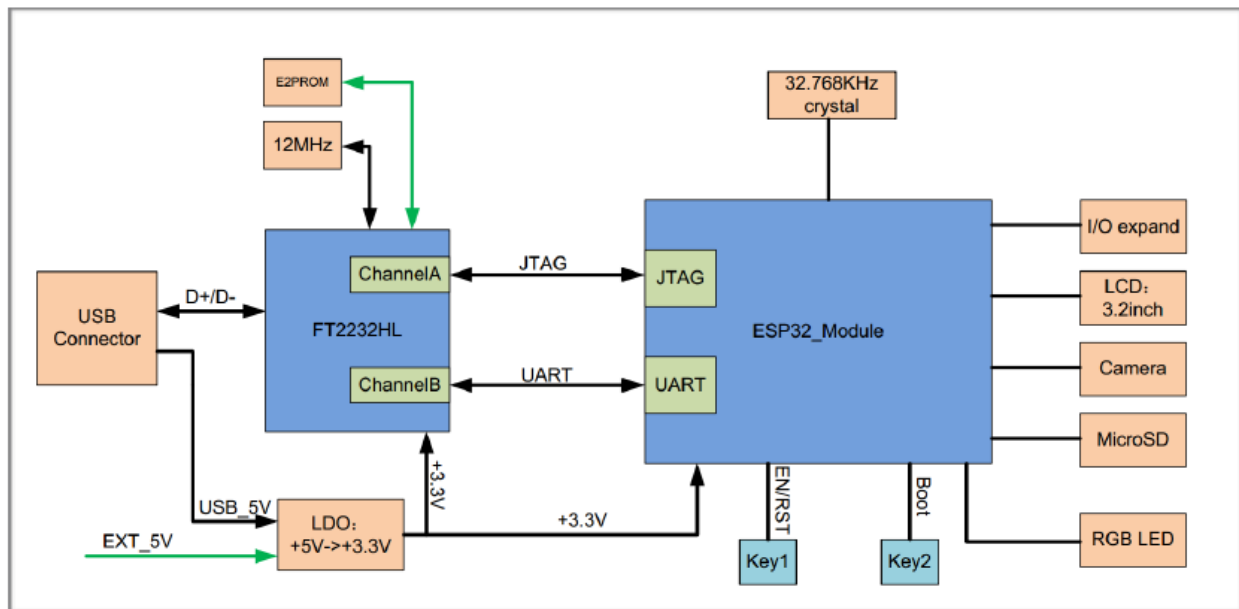 E2PROM
12MHz
32.768KHz
crystal
USB
Connector
D+/D-
FT2232HL
ChannelA
ChannelB
JTAG
UART
JTAG
UART
ESP32_Module
I/O expand
LCD：
3.2inch
Camera
MicroSD
RGB LED
USB_5V
EXT_5V
LDO：
+5V->+3.3V
+3.3V
+3.3V
EN/RST
Boot
Key1
Key2